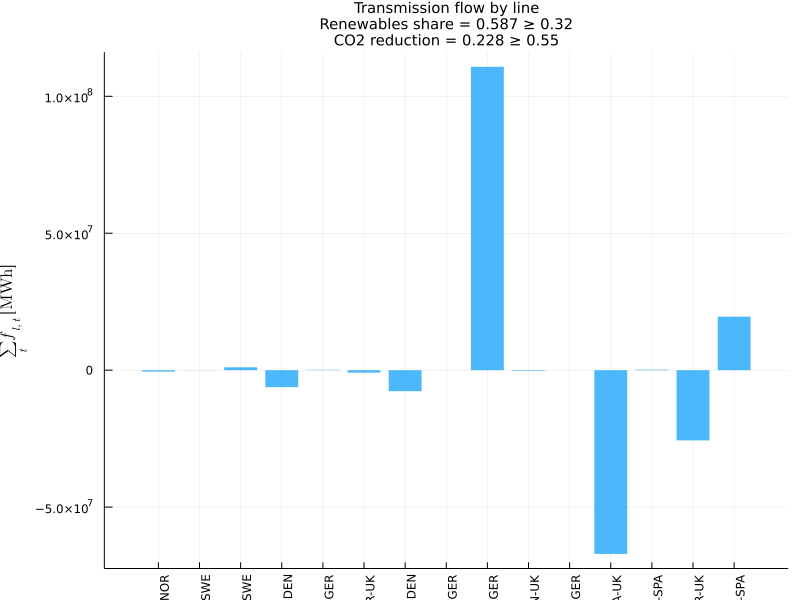 Transmission flow by line
Renewables share = 0.587 ≥ 0.32
CO2 reduction = 0.228 ≥ 0.55
1.0×10⁸
5.0×10⁷
0
−5.0×10⁷
∑ₜ fₗ,ₜ [MWh]
NOR
SWE
SWE
DEN
GER
R-UK
DEN
GER
GER
N-UK
GER
A-UK
-SPA
R-UK
-SPA